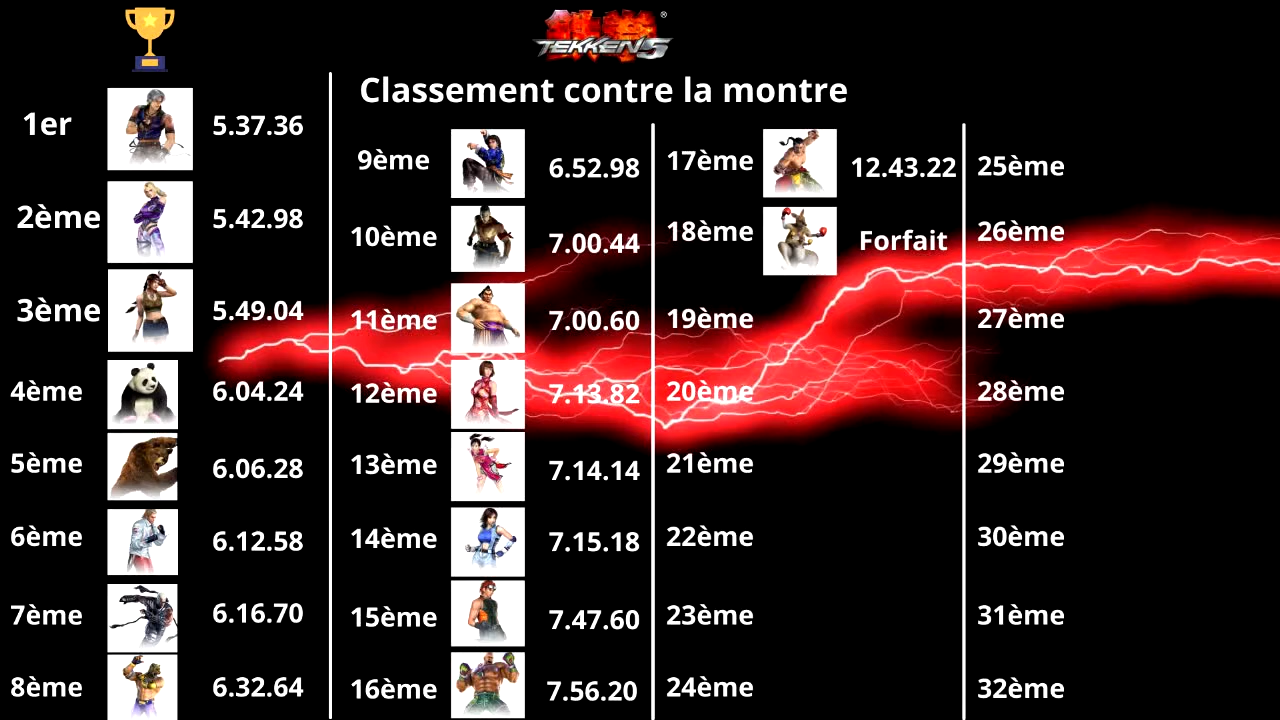 鉄拳
TEKKEN 5
®
Classement contre la montre
1er 5.37.36
2ème 5.42.98
3ème 5.49.04
4ème 6.04.24
5ème 6.06.28
6ème 6.12.58
7ème 6.16.70
8ème 6.32.64
9ème 6.52.98
10ème 7.00.44
11ème 7.00.60
12ème 7.13.82
13ème 7.14.14
14ème 7.15.18
15ème 7.47.60
16ème 7.56.20
17ème 12.43.22
18ème Forfait
19ème
20ème
21ème
22ème
23ème
24ème
25ème
26ème
27ème
28ème
29ème
30ème
31ème
32ème